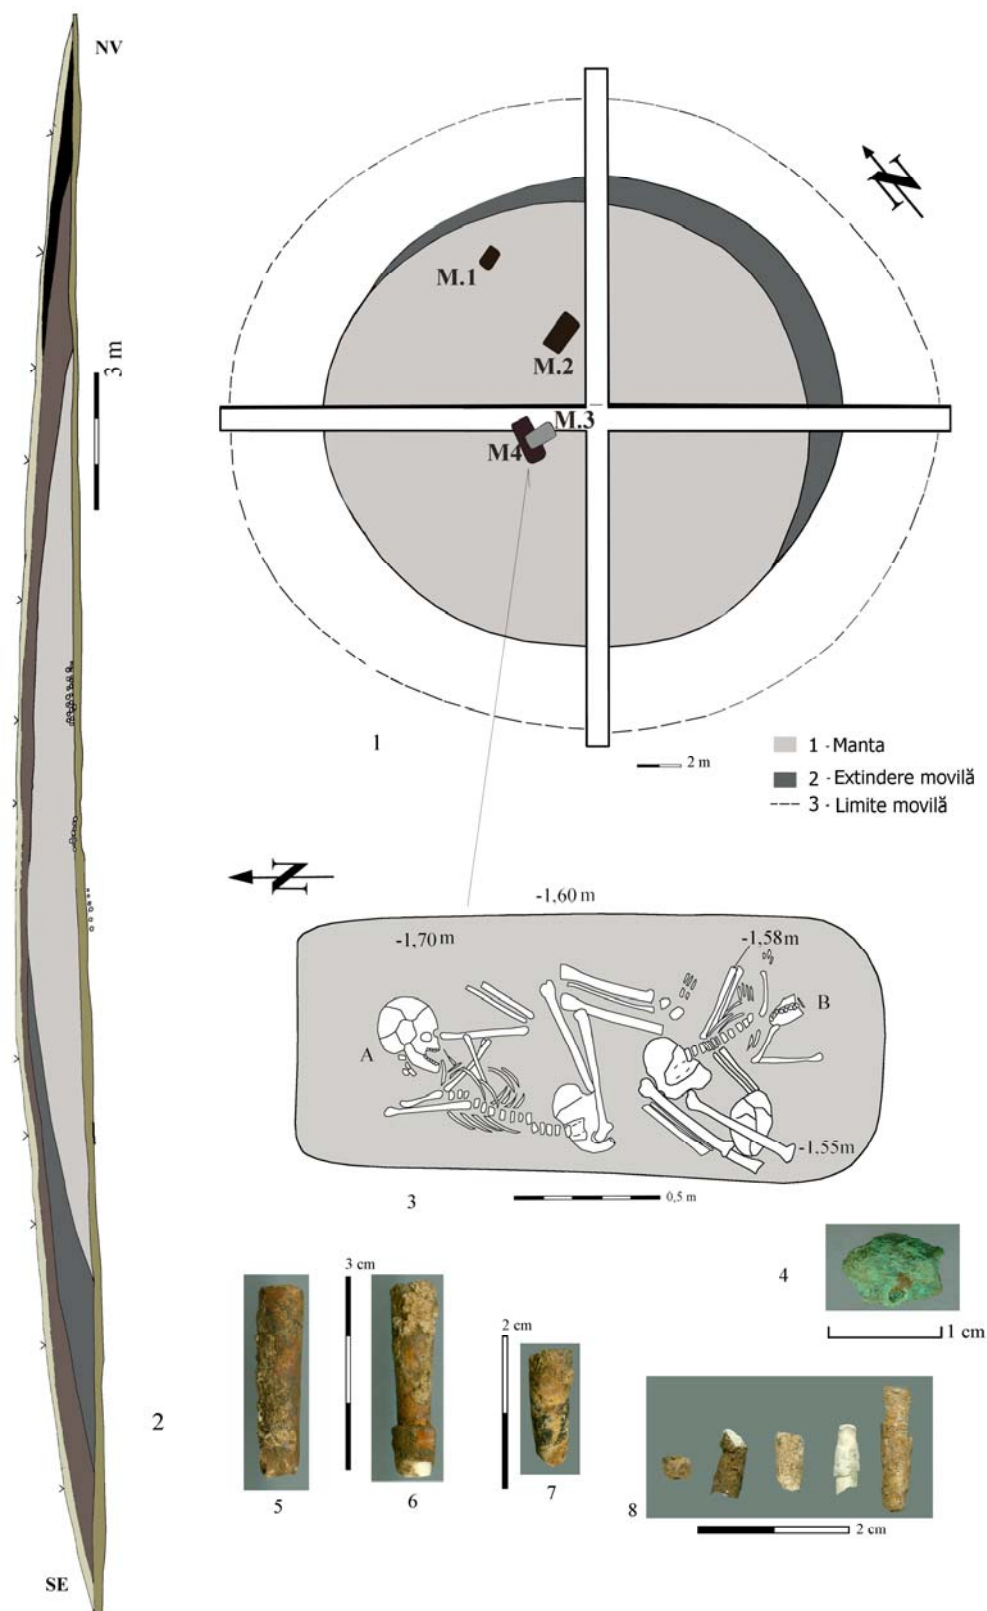 NV
N
M.1
3 m
M.2
M.3
M4
1
2 m
1 - Manta
2 - Extindere movilă
3 - Limite movilă
N
-1,60 m
-1,70 m
-1,58m
B
A
-1,55m
3
0,5 m
4
3 cm
2 cm
1 cm
2
5
6
7
8
2 cm
SE